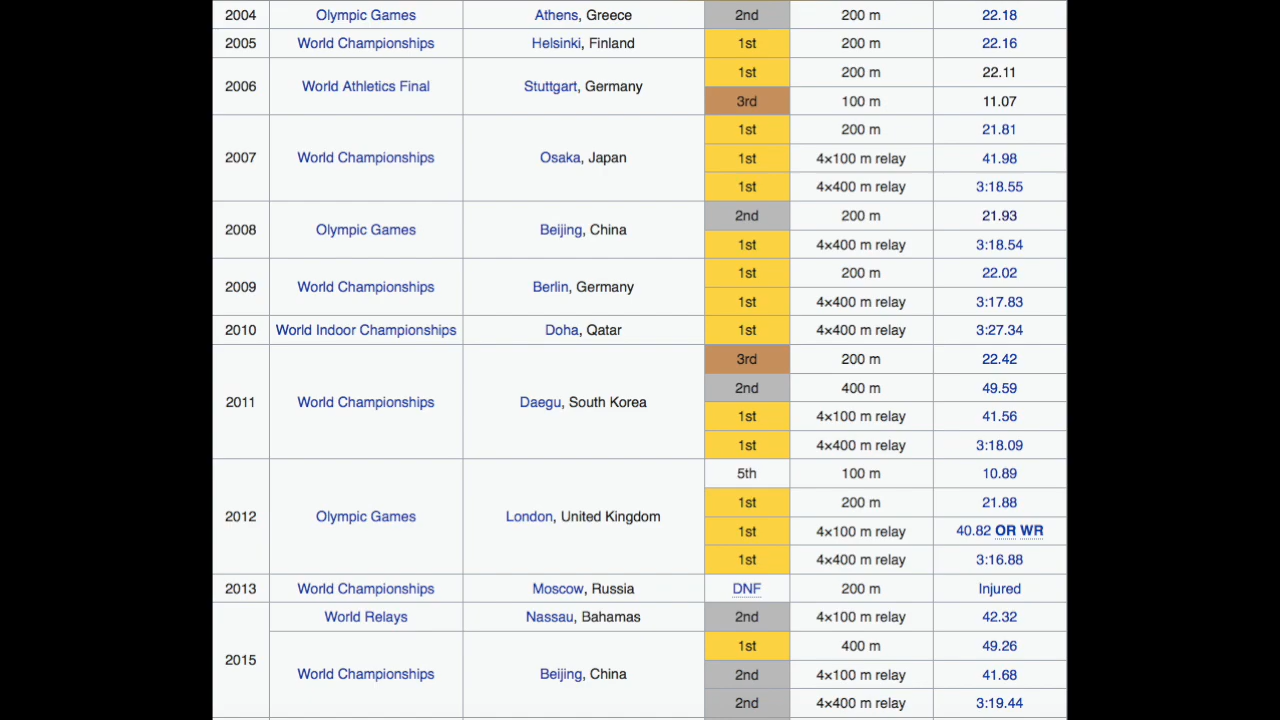 2004 Olympic Games Athens, Greece 2nd 200 m 22.18
2005 World Championships Helsinki, Finland 1st 200 m 22.16
2006 World Athletics Final Stuttgart, Germany 1st 200 m 22.11
3rd 100 m 11.07
2007 World Championships Osaka, Japan 1st 200 m 21.81
1st 4×100 m relay 41.98
1st 4×400 m relay 3:18.55
2008 Olympic Games Beijing, China 2nd 200 m 21.93
1st 4×400 m relay 3:18.54
2009 World Championships Berlin, Germany 1st 200 m 22.02
1st 4×400 m relay 3:17.83
2010 World Indoor Championships Doha, Qatar 1st 4×400 m relay 3:27.34
2011 World Championships Daegu, South Korea 3rd 200 m 22.42
2nd 400 m 49.59
1st 4×100 m relay 41.56
1st 4×400 m relay 3:18.09
2012 Olympic Games London, United Kingdom 5th 100 m 10.89
1st 200 m 21.88
1st 4×100 m relay 40.82 OR WR
1st 4×400 m relay 3:16.88
2013 World Championships Moscow, Russia DNF 200 m Injured
2015 World Relays Nassau, Bahamas 2nd 4×100 m relay 42.32
World Championships Beijing, China 1st 400 m 49.26
2nd 4×100 m relay 41.68
2nd 4×400 m relay 3:19.44